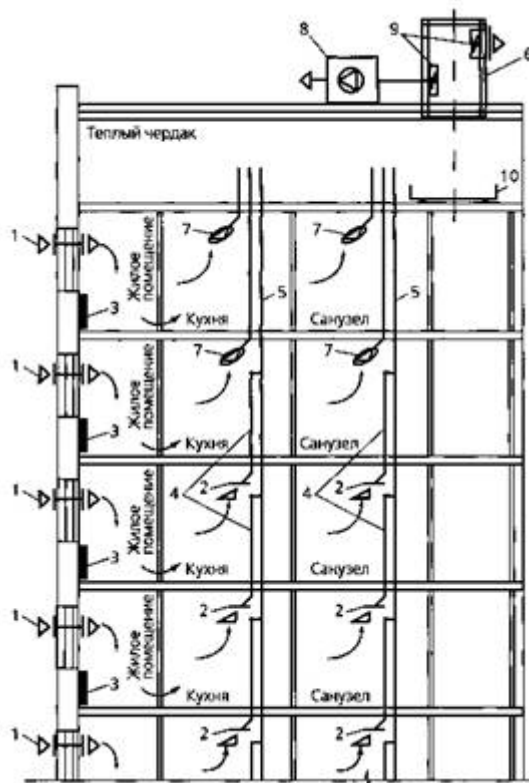 8
9
6
Теплый чердак
10
1
7
7
Жилое помещение
5
5
3
Кухня
Санузел
1
7
7
Жилое помещение
3
Кухня
Санузел
1
2
2
4
4
Жилое помещение
3
Кухня
Санузел
1
2
2
Жилое помещение
3
Кухня
Санузел
1
2
2